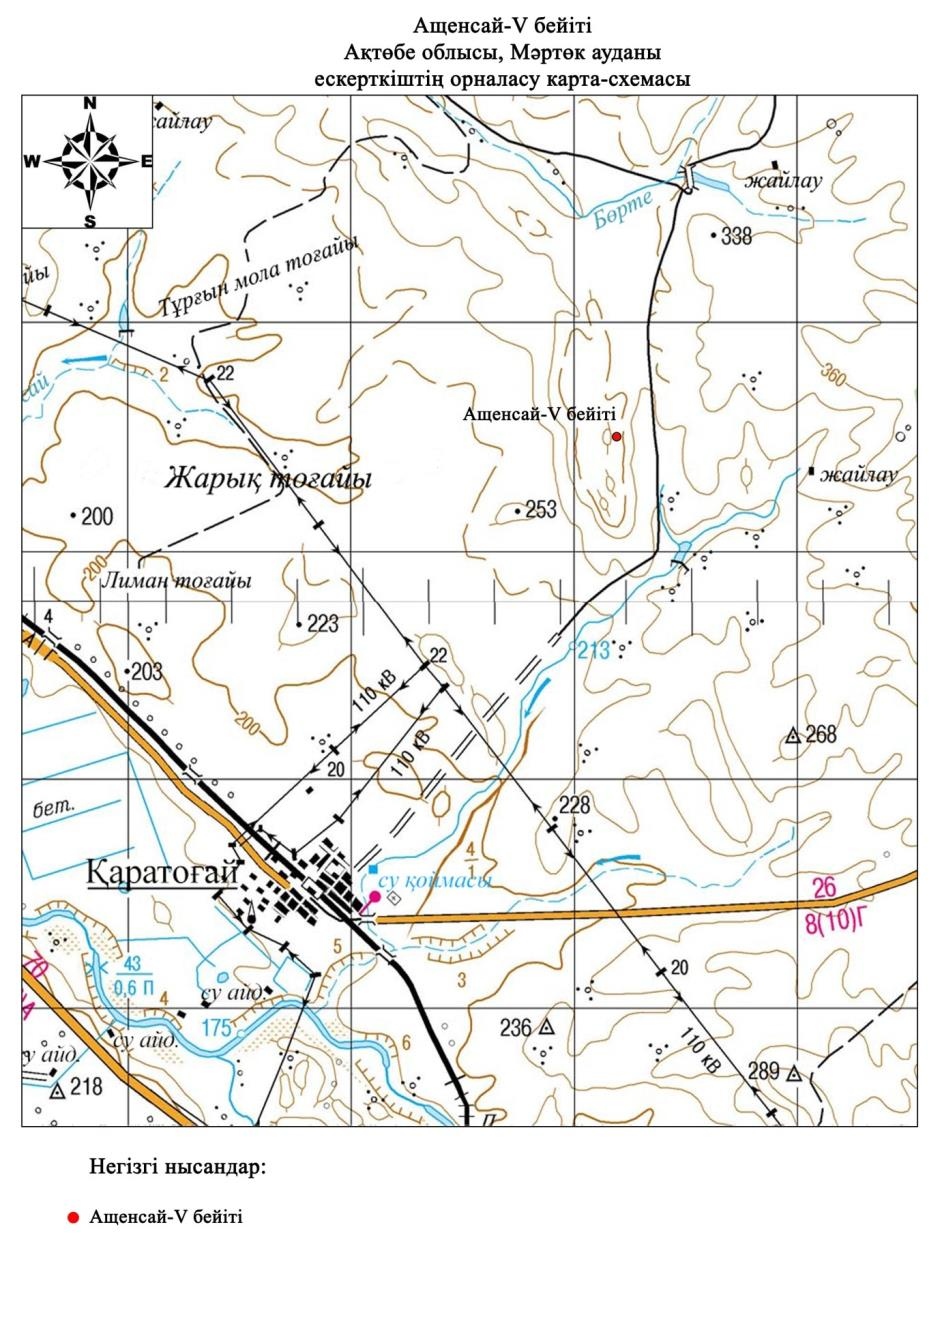 Ащенсай-V бейіті
Ақтөбе облысы, Мәртөк ауданы
ескерткіштің орналасу карта-схемасы
N
W E
S
жайлау
Бөрте
338
Тұрғын мола тоғайы
2
22
360
Ащенсай-V бейіті
Жарық тоғайы
жайлау
200
253
200
Лиман тоғайы
4
223
213
22
203
110 кВ
200
268
110 кВ
20
228
бет.
4
1
Қаратоғай
су қоймасы
26
8(10)Г
5
43
0,6 П
4
3
20
су айд.
175
су айд.
236
6
110 кВ
289
218
Негізгі нысандар:
Ащенсай-V бейіті